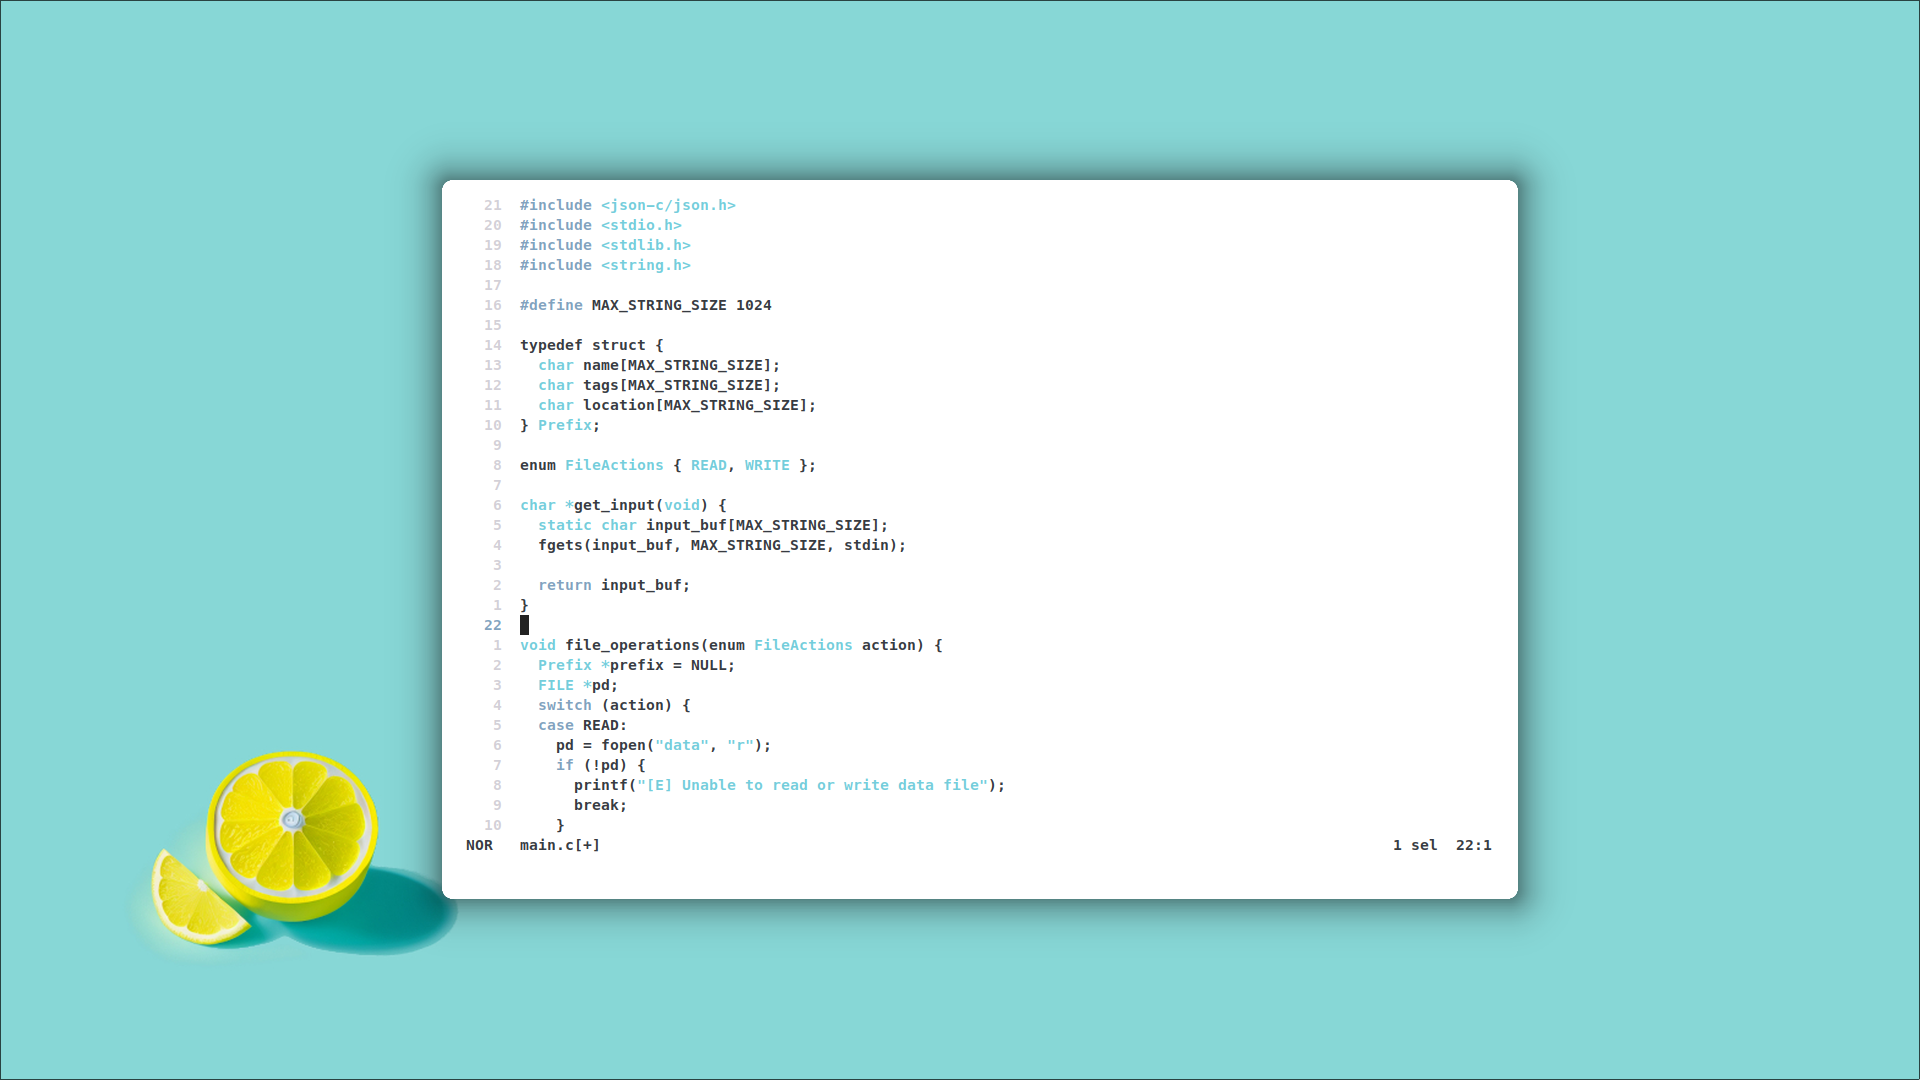 21 #include <json-c/json.h>
20 #include <stdio.h>
19 #include <stdlib.h>
18 #include <string.h>
17
16 #define MAX_STRING_SIZE 1024
15
14 typedef struct {
13   char name[MAX_STRING_SIZE];
12   char tags[MAX_STRING_SIZE];
11   char location[MAX_STRING_SIZE];
10 } Prefix;
9
8 enum FileActions { READ, WRITE };
7
6 char *get_input(void) {
5   static char input_buf[MAX_STRING_SIZE];
4   fgets(input_buf, MAX_STRING_SIZE, stdin);
3
2   return input_buf;
1 }
22
1 void file_operations(enum FileActions action) {
2   Prefix *prefix = NULL;
3   FILE *pd;
4   switch (action) {
5   case READ:
6     pd = fopen("data", "r");
7     if (!pd) {
8       printf("[E] Unable to read or write data file");
9       break;
10     }
NOR main.c[+] 1 sel 22:1